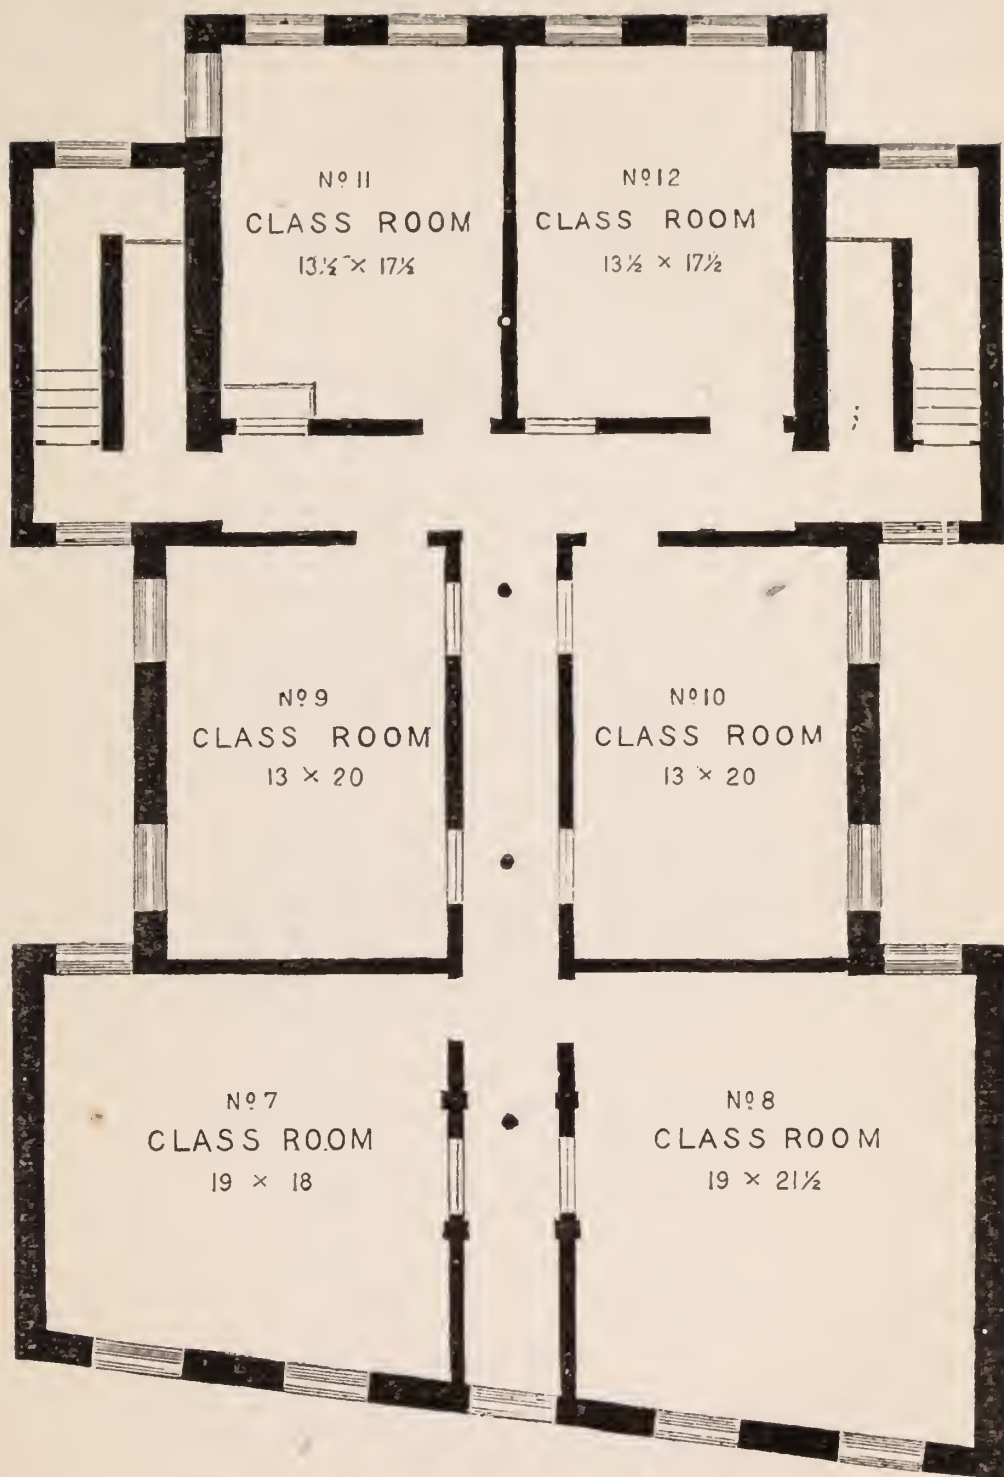 Nº 11
CLASS ROOM
13½ × 17½
Nº 12
CLASS ROOM
13½ × 17½
Nº 9
CLASS ROOM
13 × 20
Nº 10
CLASS ROOM
13 × 20
Nº 7
CLASS ROOM
19 × 18
Nº 8
CLASS ROOM
19 × 21½